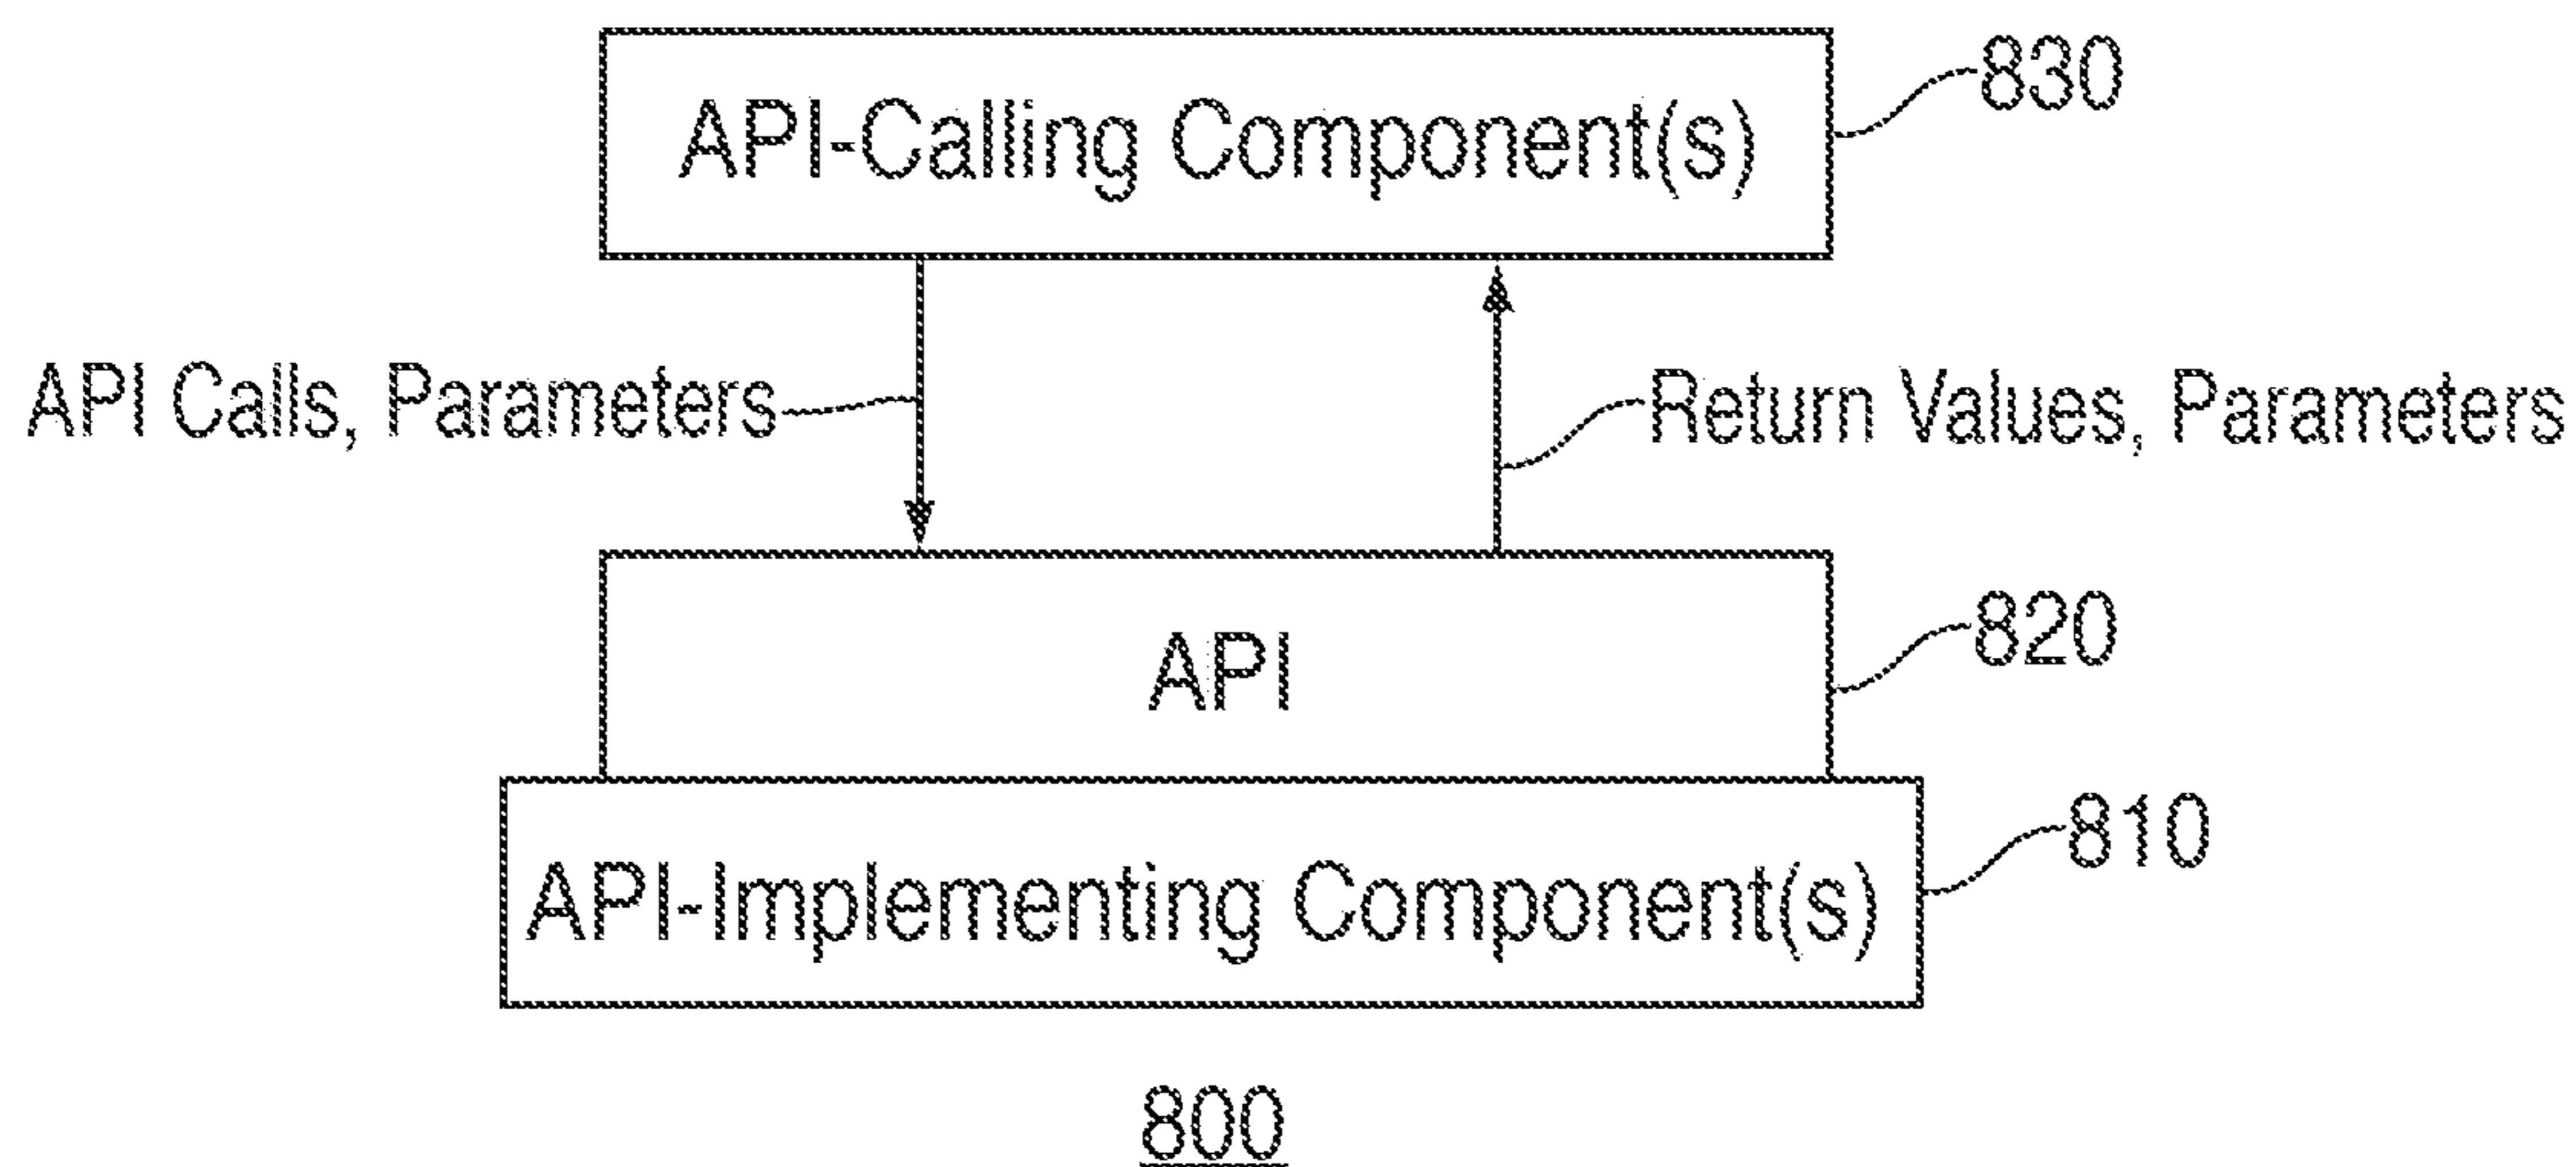 API-Calling Component(s)
830
API Calls, Parameters
Return Values, Parameters
API
820
API-Implementing Component(s)
810
800